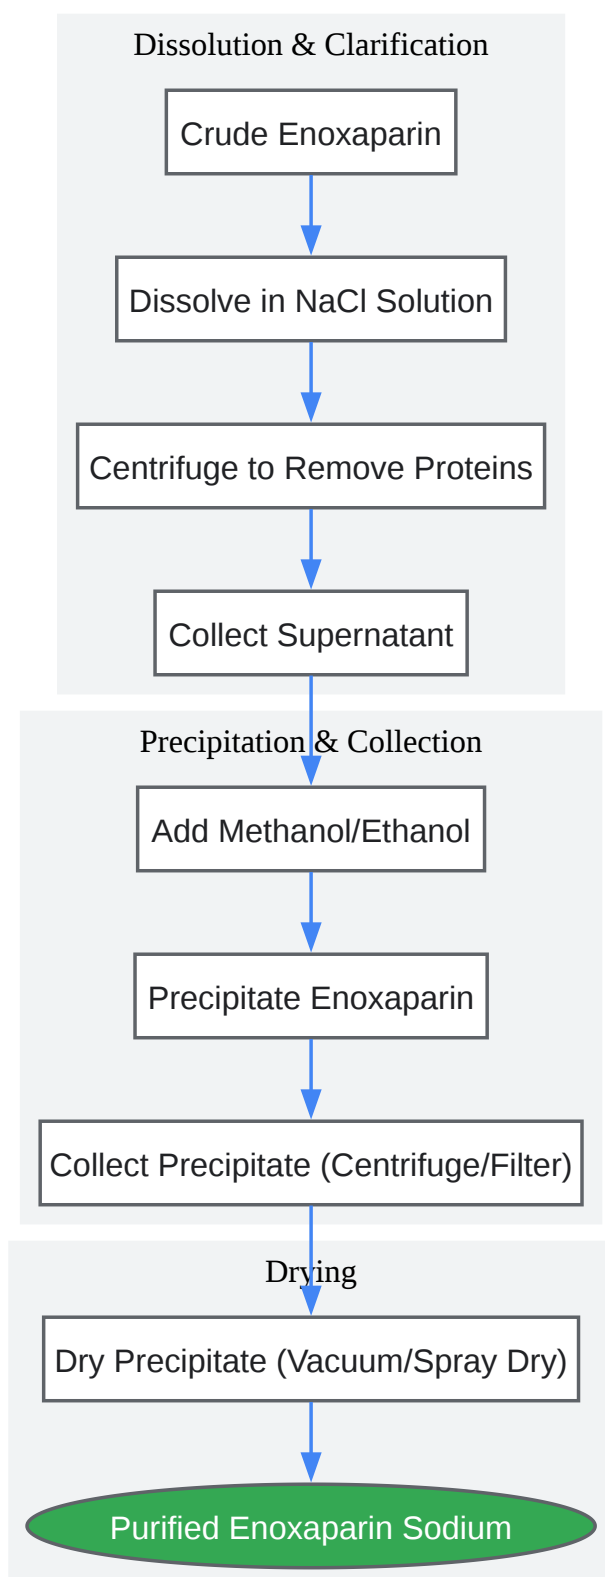 Dissolution & Clarification
Crude Enoxaparin
Dissolve in NaCl Solution
Centrifuge to Remove Proteins
Collect Supernatant
Precipitation & Collection
Add Methanol/Ethanol
Precipitate Enoxaparin
Collect Precipitate (Centrifuge/Filter)
Drying
Dry Precipitate (Vacuum/Spray Dry)
Purified Enoxaparin Sodium